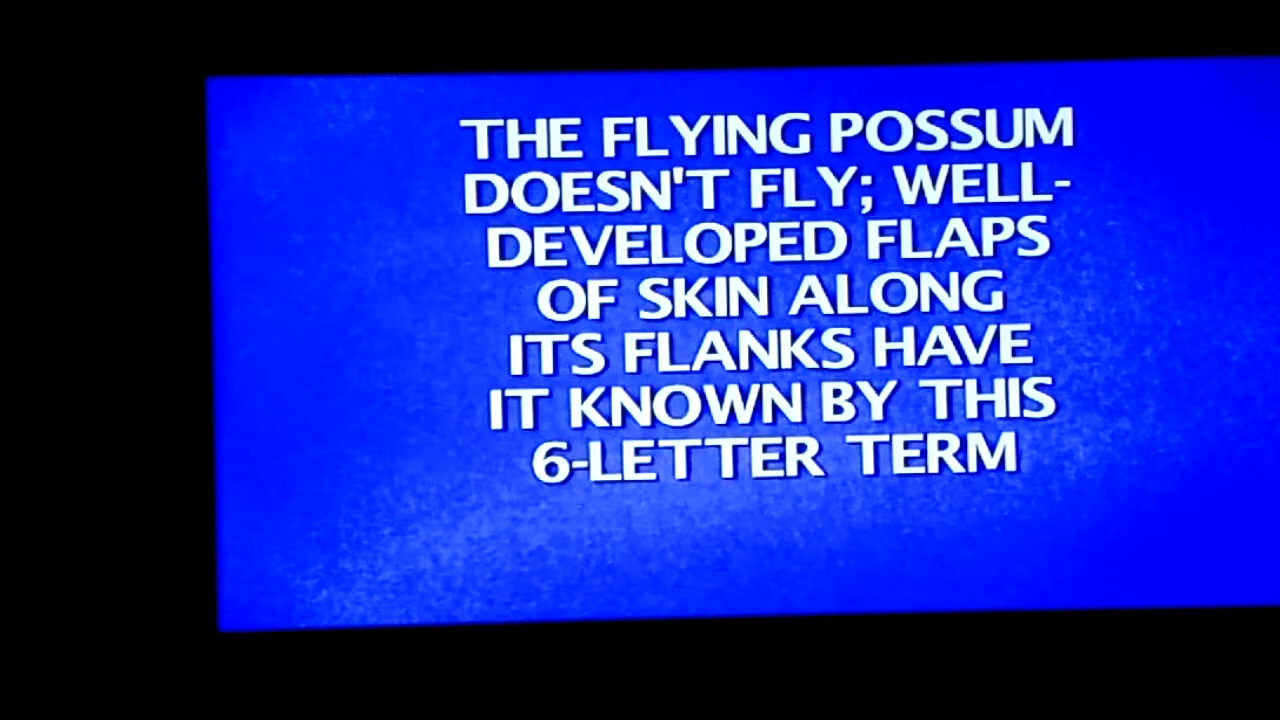 THE FLYING POSSUM
DOESN'T FLY; WELL-
DEVELOPED FLAPS
OF SKIN ALONG
ITS FLANKS HAVE
IT KNOWN BY THIS
6-LETTER TERM